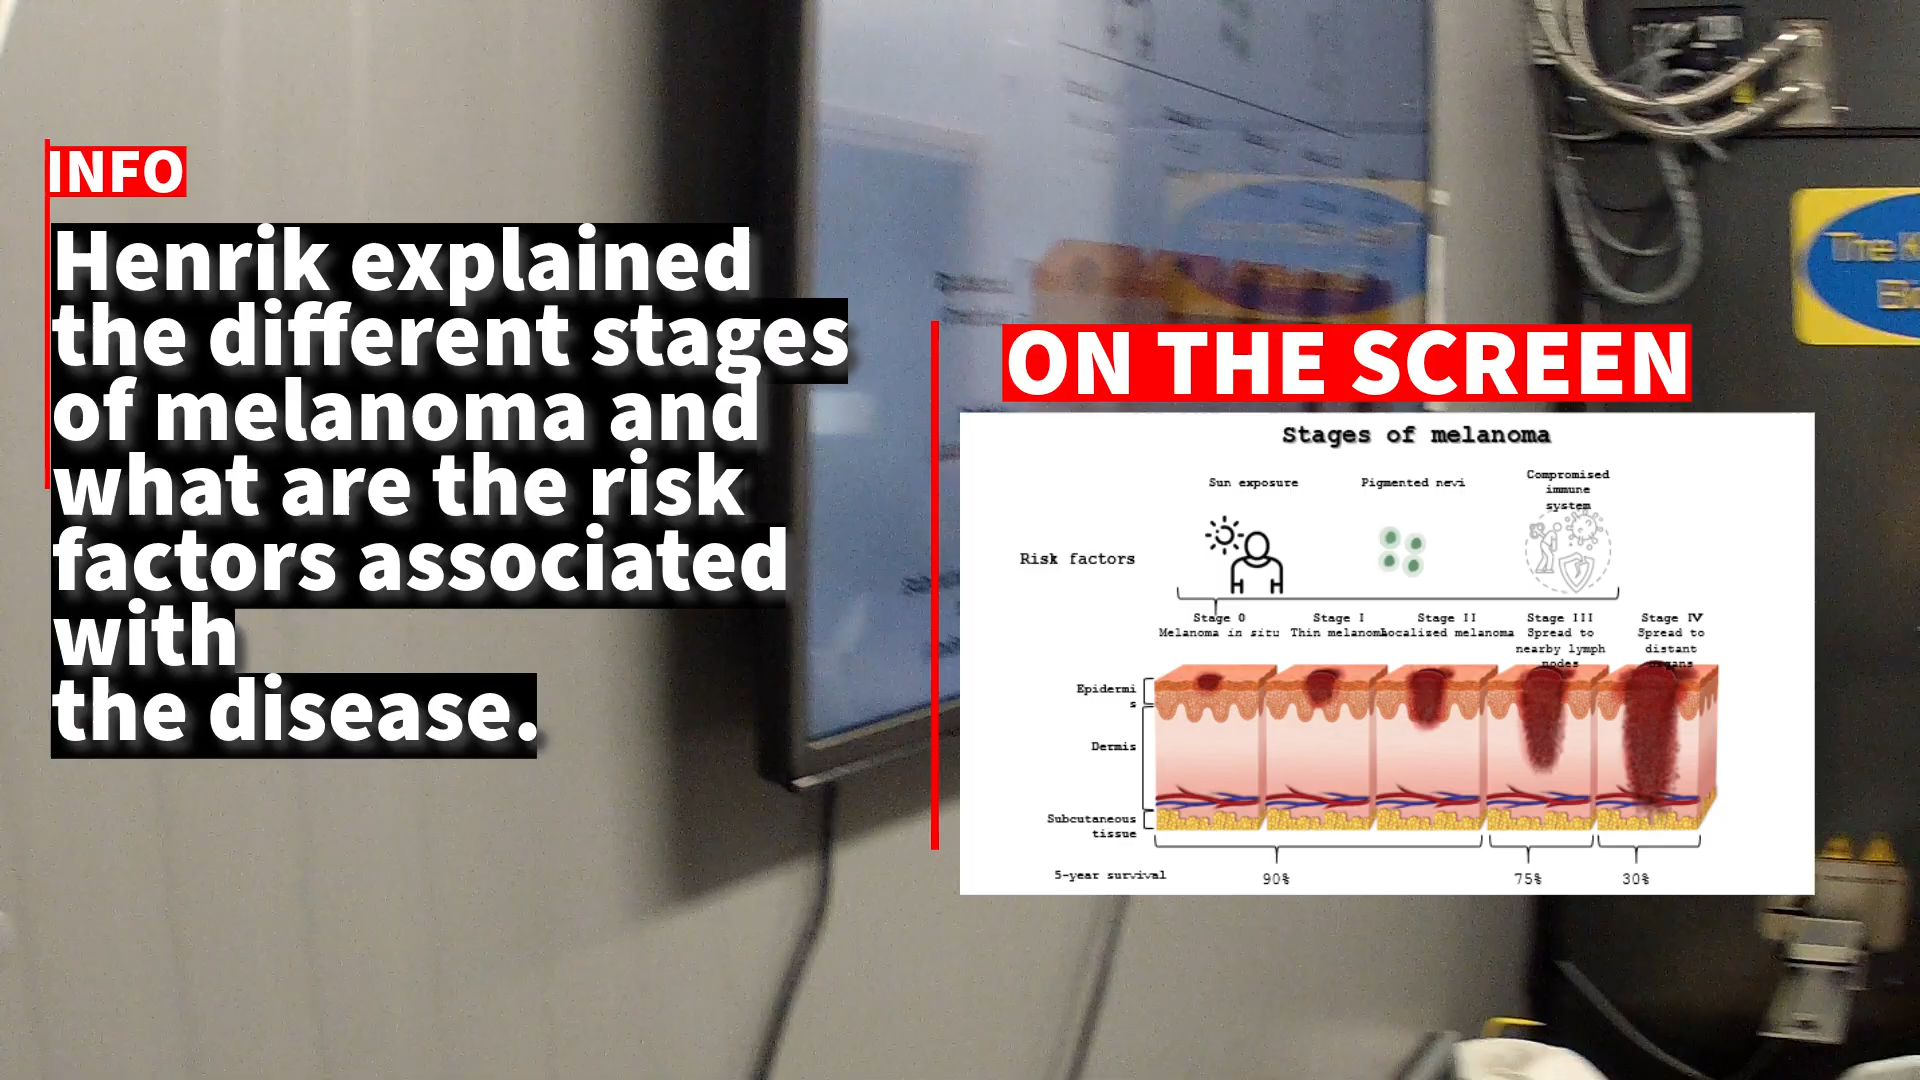 INFO
Henrik explained
the different stages
of melanoma and
what are the risk
factors associated
with
the disease.
ON THE SCREEN
Stages of melanoma
Sun exposure
Pigmented nevi
Compromised
immune
system
Risk factors
Stage 0
Melanoma in situ
Stage I
Thin melanoma
Stage II
Localised melanoma
Stage III
Spread to
nearby lymph
nodes
Stage IV
Spread to
distant
organs
Epidermi
s
Dermis
Subcutaneous
tissue
5-year survival
90%
75%
30%
The